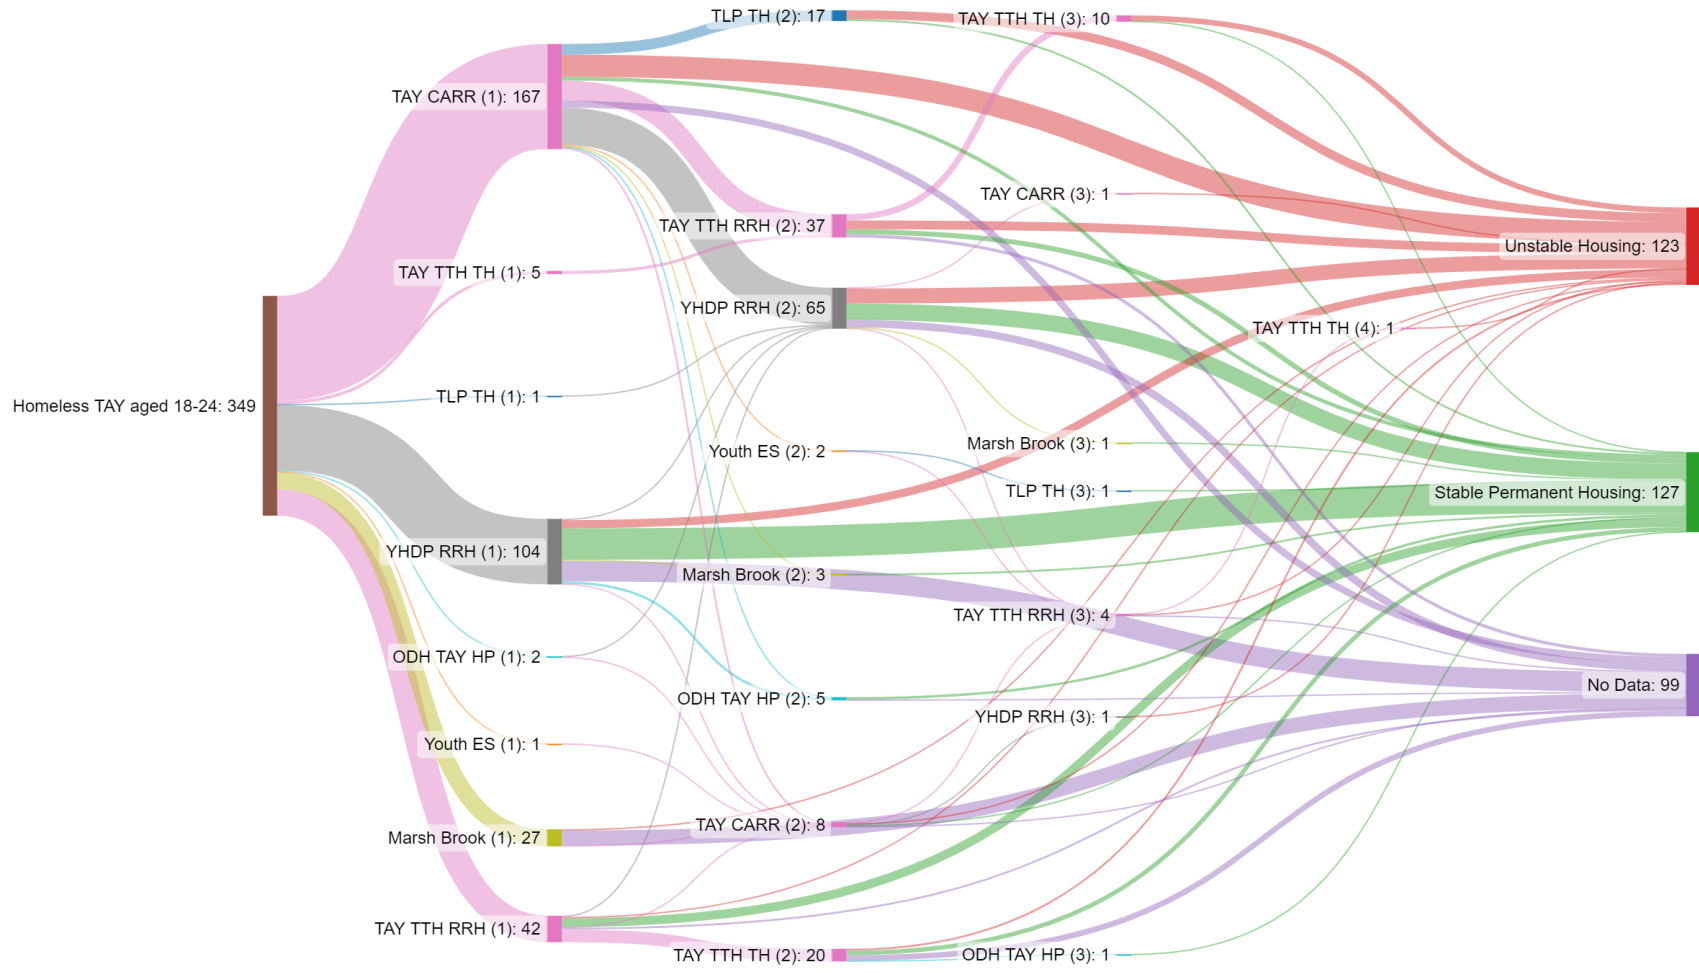 TLP TH (2): 17
TAY TTH TH (3): 10
TAY CARR (1): 167
TAY CARR (3): 1
TAY TTH RRH (2): 37
Unstable Housing: 123
TAY TTH TH (1): 5
YHDP RRH (2): 65
TAY TTH TH (4): 1
TLP TH (1): 1
Homeless TAY aged 18-24: 349
Marsh Brook (3): 1
Youth ES (2): 2
TLP TH (3): 1
Stable Permanent Housing: 127
YHDP RRH (1): 104
Marsh Brook (2): 3
TAY TTH RRH (3): 4
ODH TAY HP (1): 2
No Data: 99
ODH TAY HP (2): 5
YHDP RRH (3): 1
Youth ES (1): 1
TAY CARR (2): 8
Marsh Brook (1): 27
TAY TTH RRH (1): 42
TAY TTH TH (2): 20
ODH TAY HP (3): 1